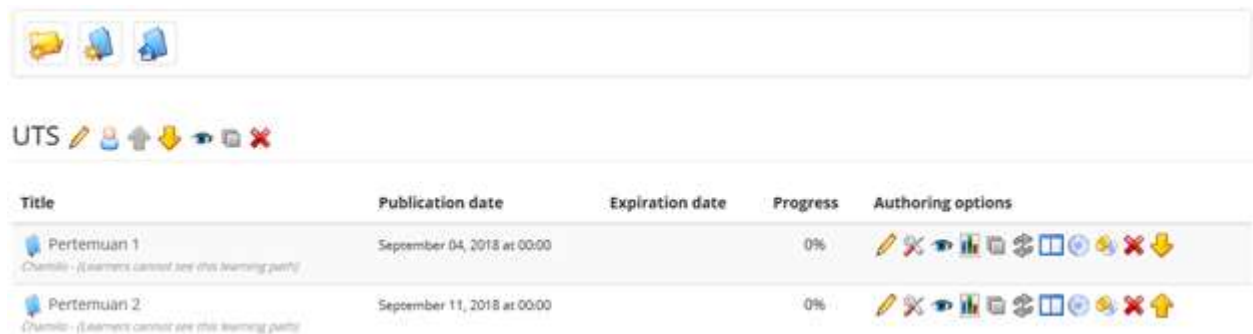 UTS
Title Publication date Expiration date Progress Authoring options
Pertemuan 1 September 04, 2018 at 00:00 0%
Chamilo - (Learners cannot see this learning path)
Pertemuan 2 September 11, 2018 at 00:00 0%
Chamilo - (Learners cannot see this learning path)